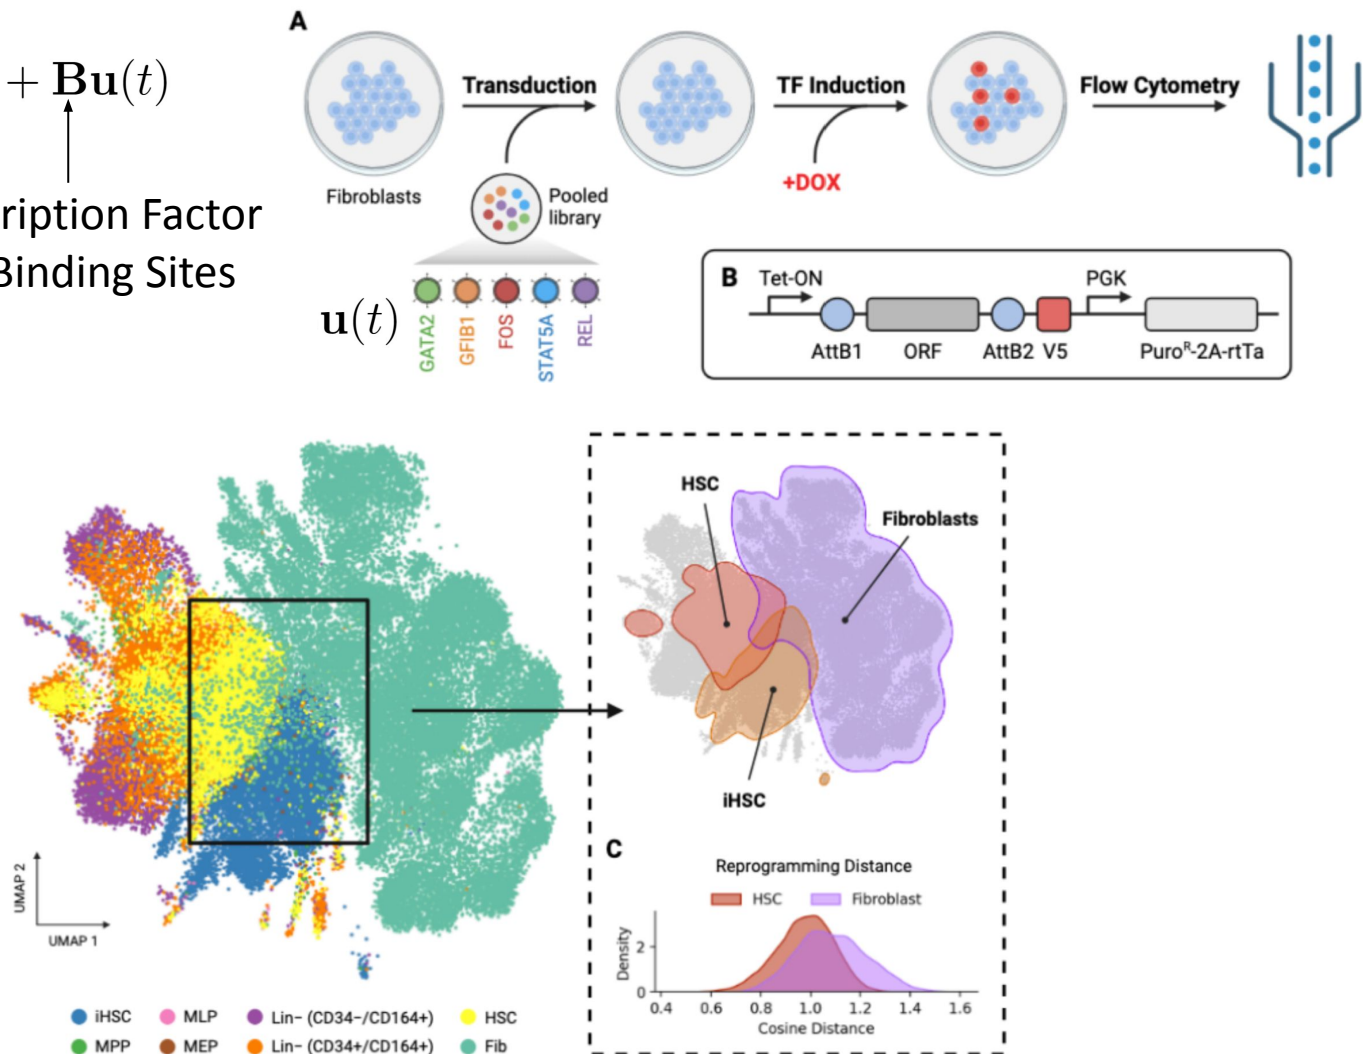 + Bu(t)
ription Factor
Binding Sites
A
Transduction
TF Induction
Flow Cytometry
+DOX
Fibroblasts
Pooled
library
u(t)
GATA2
GFIB1
FOS
STAT5A
REL
B
Tet-ON
PGK
AttB1
ORF
AttB2
V5
Puroᴿ-2A-rtTa
HSC
Fibroblasts
iHSC
UMAP 2
UMAP 1
C
Reprogramming Distance
HSC
Fibroblast
Density
2
0
0.4 0.6 0.8 1.0 1.2 1.4 1.6
Cosine Distance
iHSC
MLP
Lin− (CD34−/CD164+)
HSC
MPP
MEP
Lin− (CD34+/CD164+)
Fib